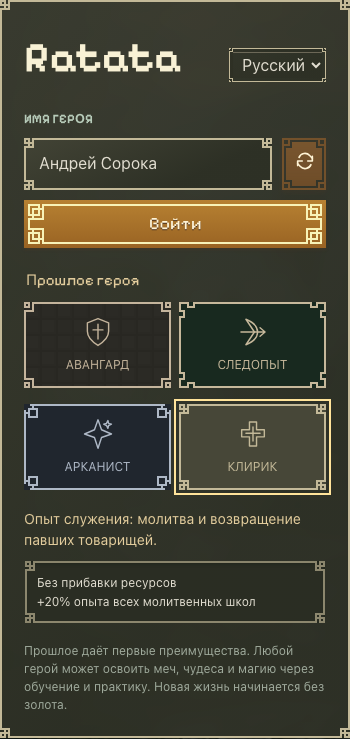 Ratata
Русский
ИМЯ ГЕРОЯ
Андрей Сорока
Войти
Прошлое героя
АВАНГАРД
СЛЕДОПЫТ
АРКАНИСТ
КЛИРИК
Опыт служения: молитва и возвращение
павших товарищей.
Без прибавки ресурсов
+20% опыта всех молитвенных школ
Прошлое даёт первые преимущества. Любой
герой может освоить меч, чудеса и магию через
обучение и практику. Новая жизнь начинается без
золота.